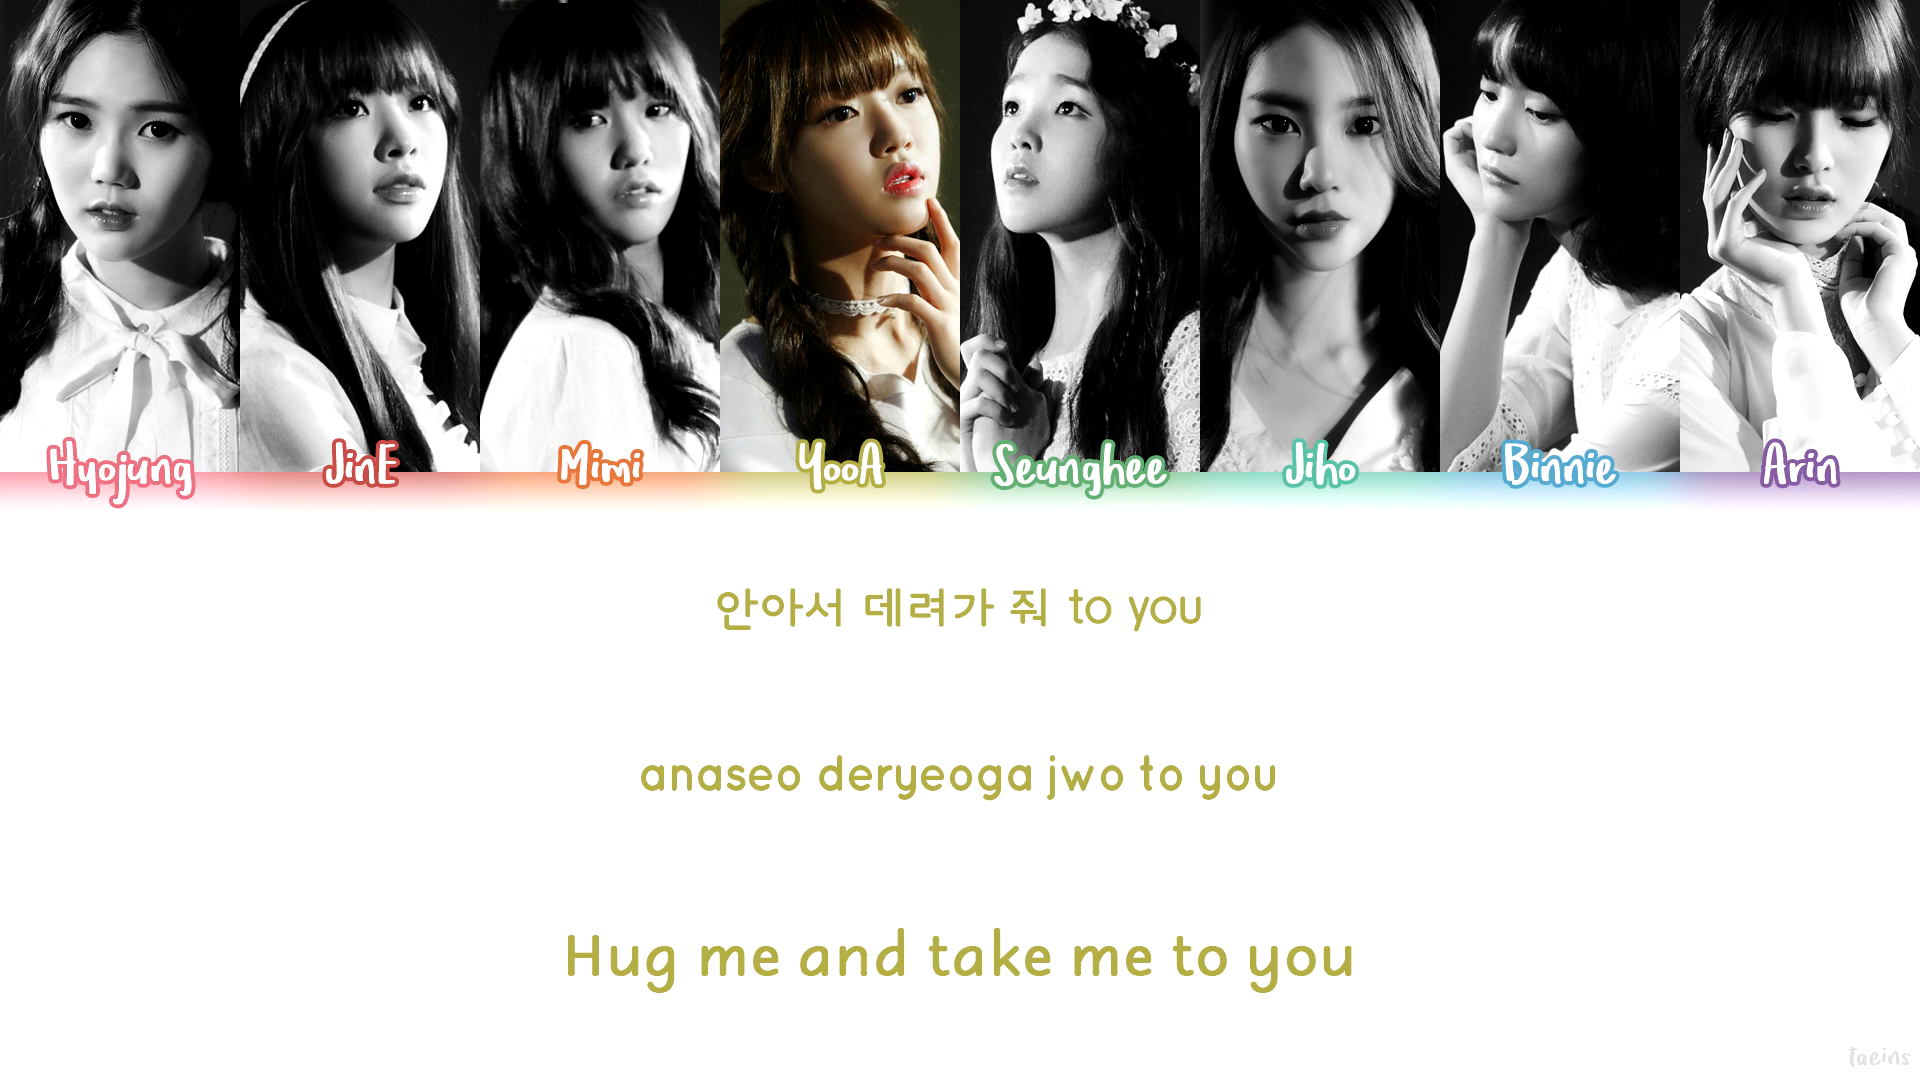 Hyojung JinE Mimi YooA Seunghee Jiho Binnie Arin
안아서 데려가 줘 to you
anaseo deryeoga jwo to you
Hug me and take me to you
taeins